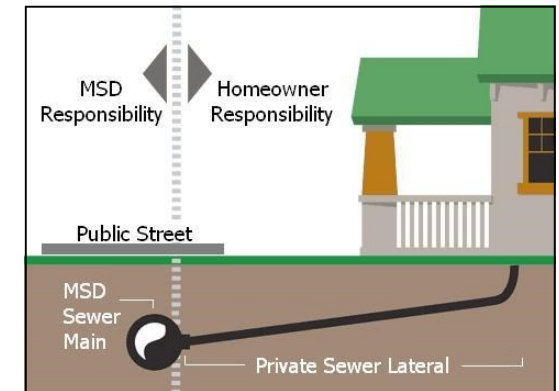 MSD
Responsibility
Homeowner
Responsibility
Public Street
MSD
Sewer
Main
Private Sewer Lateral